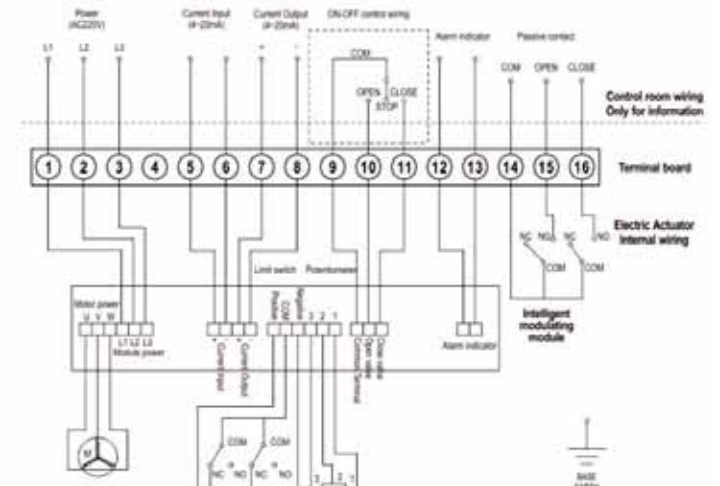 Power
(AC220V)
Current Input
(4~20mA)
Current Output
(4~20mA)
ON-OFF control wiring
L1
L2
L3
+
-
COM
OPEN
CLOSE
STOP
Alarm indicator
Passive contact
COM
OPEN
CLOSE
Control room wiring
Only for information
1
2
3
4
5
6
7
8
9
10
11
12
13
14
15
16
Terminal board
Electric Actuator
Internal wiring
NC
NO
NC
NO
COM
COM
Limit switch
Potentiometer
Intelligent
modulating
module
Motor power
U V W
L1 L2 L3
Module power
Current Input
Current Output
Positive
COM
Negative
3
2
1
Common Terminal
Open valve
Close valve
Alarm indicator
M
COM
COM
NC
NO
NC
NO
3
2
1
BASE